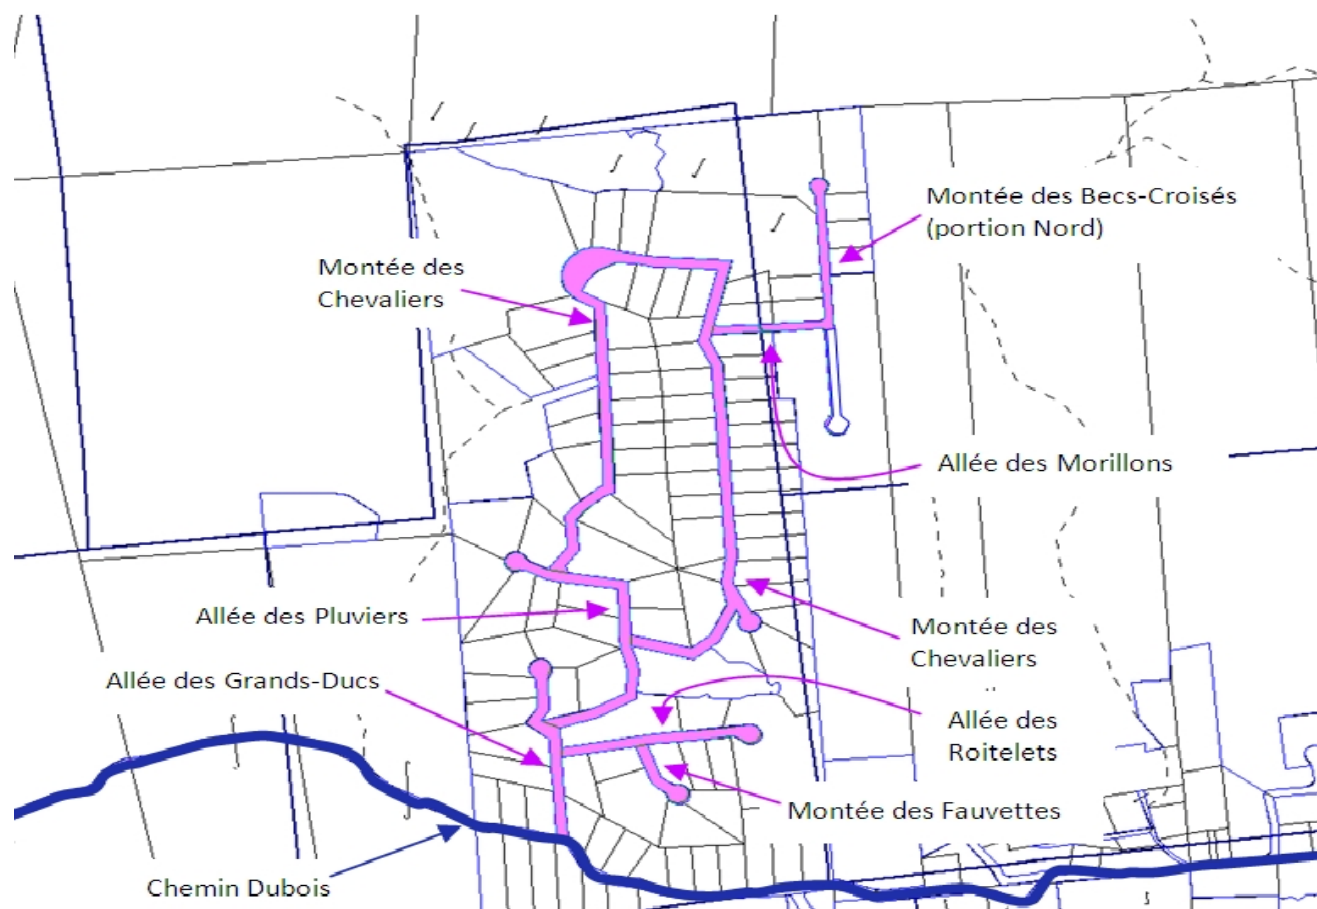 Montée des Becs-Croisés
(portion Nord)
Montée des
Chevaliers
Allée des Morillons
Allée des Pluviers
Montée des
Chevaliers
Allée des Grands-Ducs
Allée des
Roitelets
Montée des Fauvettes
Chemin Dubois